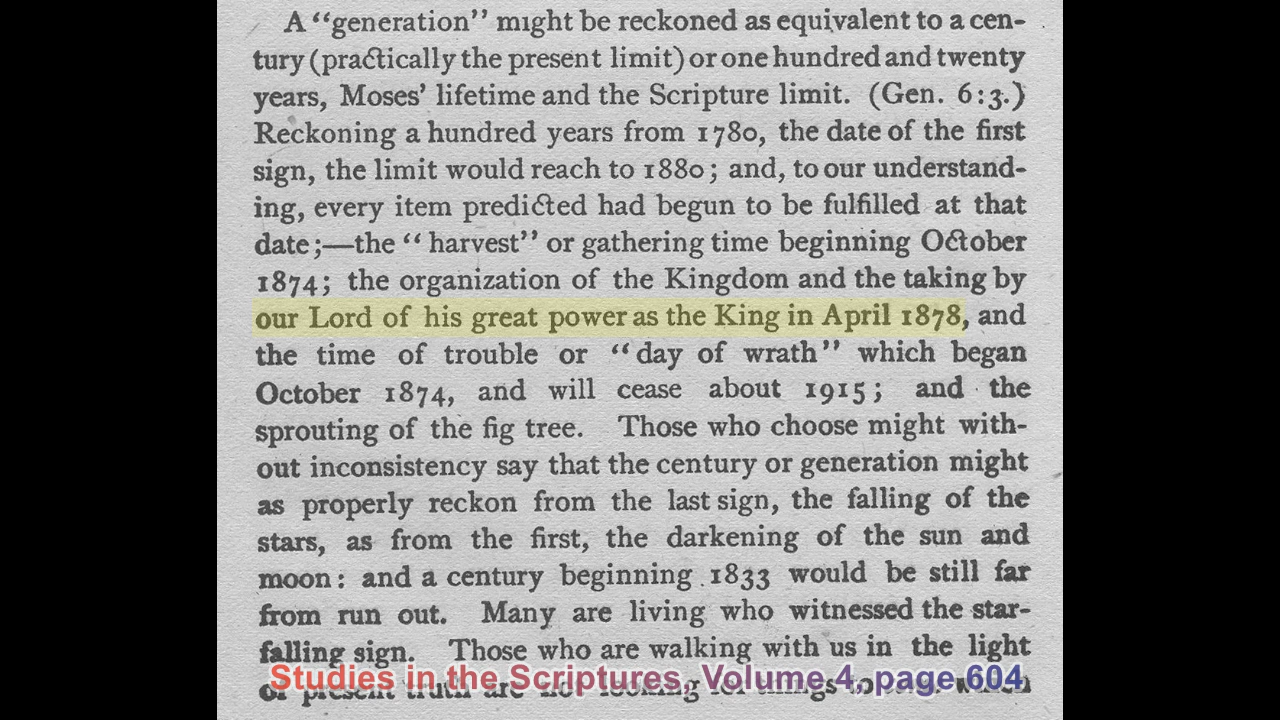 A “generation” might be reckoned as equivalent to a cen-
tury (practically the present limit) or one hundred and twenty
years, Moses’ lifetime and the Scripture limit. (Gen. 6:3.)
Reckoning a hundred years from 1780, the date of the first
sign, the limit would reach to 1880; and, to our understand-
ing, every item predicted had begun to be fulfilled at that
date;—the “harvest” or gathering time beginning October
1874; the organization of the Kingdom and the taking by
our Lord of his great power as the King in April 1878, and
the time of trouble or “day of wrath” which began
October 1874, and will cease about 1915; and the
sprouting of the fig tree. Those who choose might with-
out inconsistency say that the century or generation might
as properly reckon from the last sign, the falling of the
stars, as from the first, the darkening of the sun and
moon: and a century beginning 1833 would be still far
from run out. Many are living who witnessed the star-
falling sign. Those who are walking with us in the light
Studies in the Scriptures, Volume 4, page 604
of present truth are not looking for things